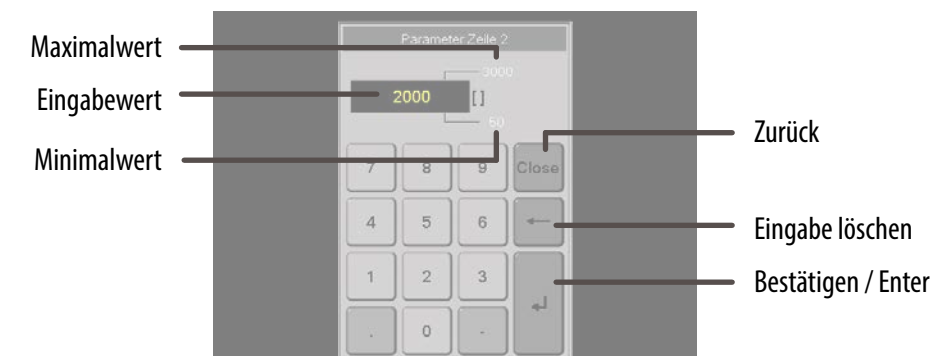 Parameter Zeile 2
Maximalwert
3000
Eingabewert
2000
[ ]
50
Minimalwert
Zurück
7 8 9 Close
4 5 6 ←
Eingabe löschen
1 2 3 ↵
Bestätigen / Enter
. 0 -